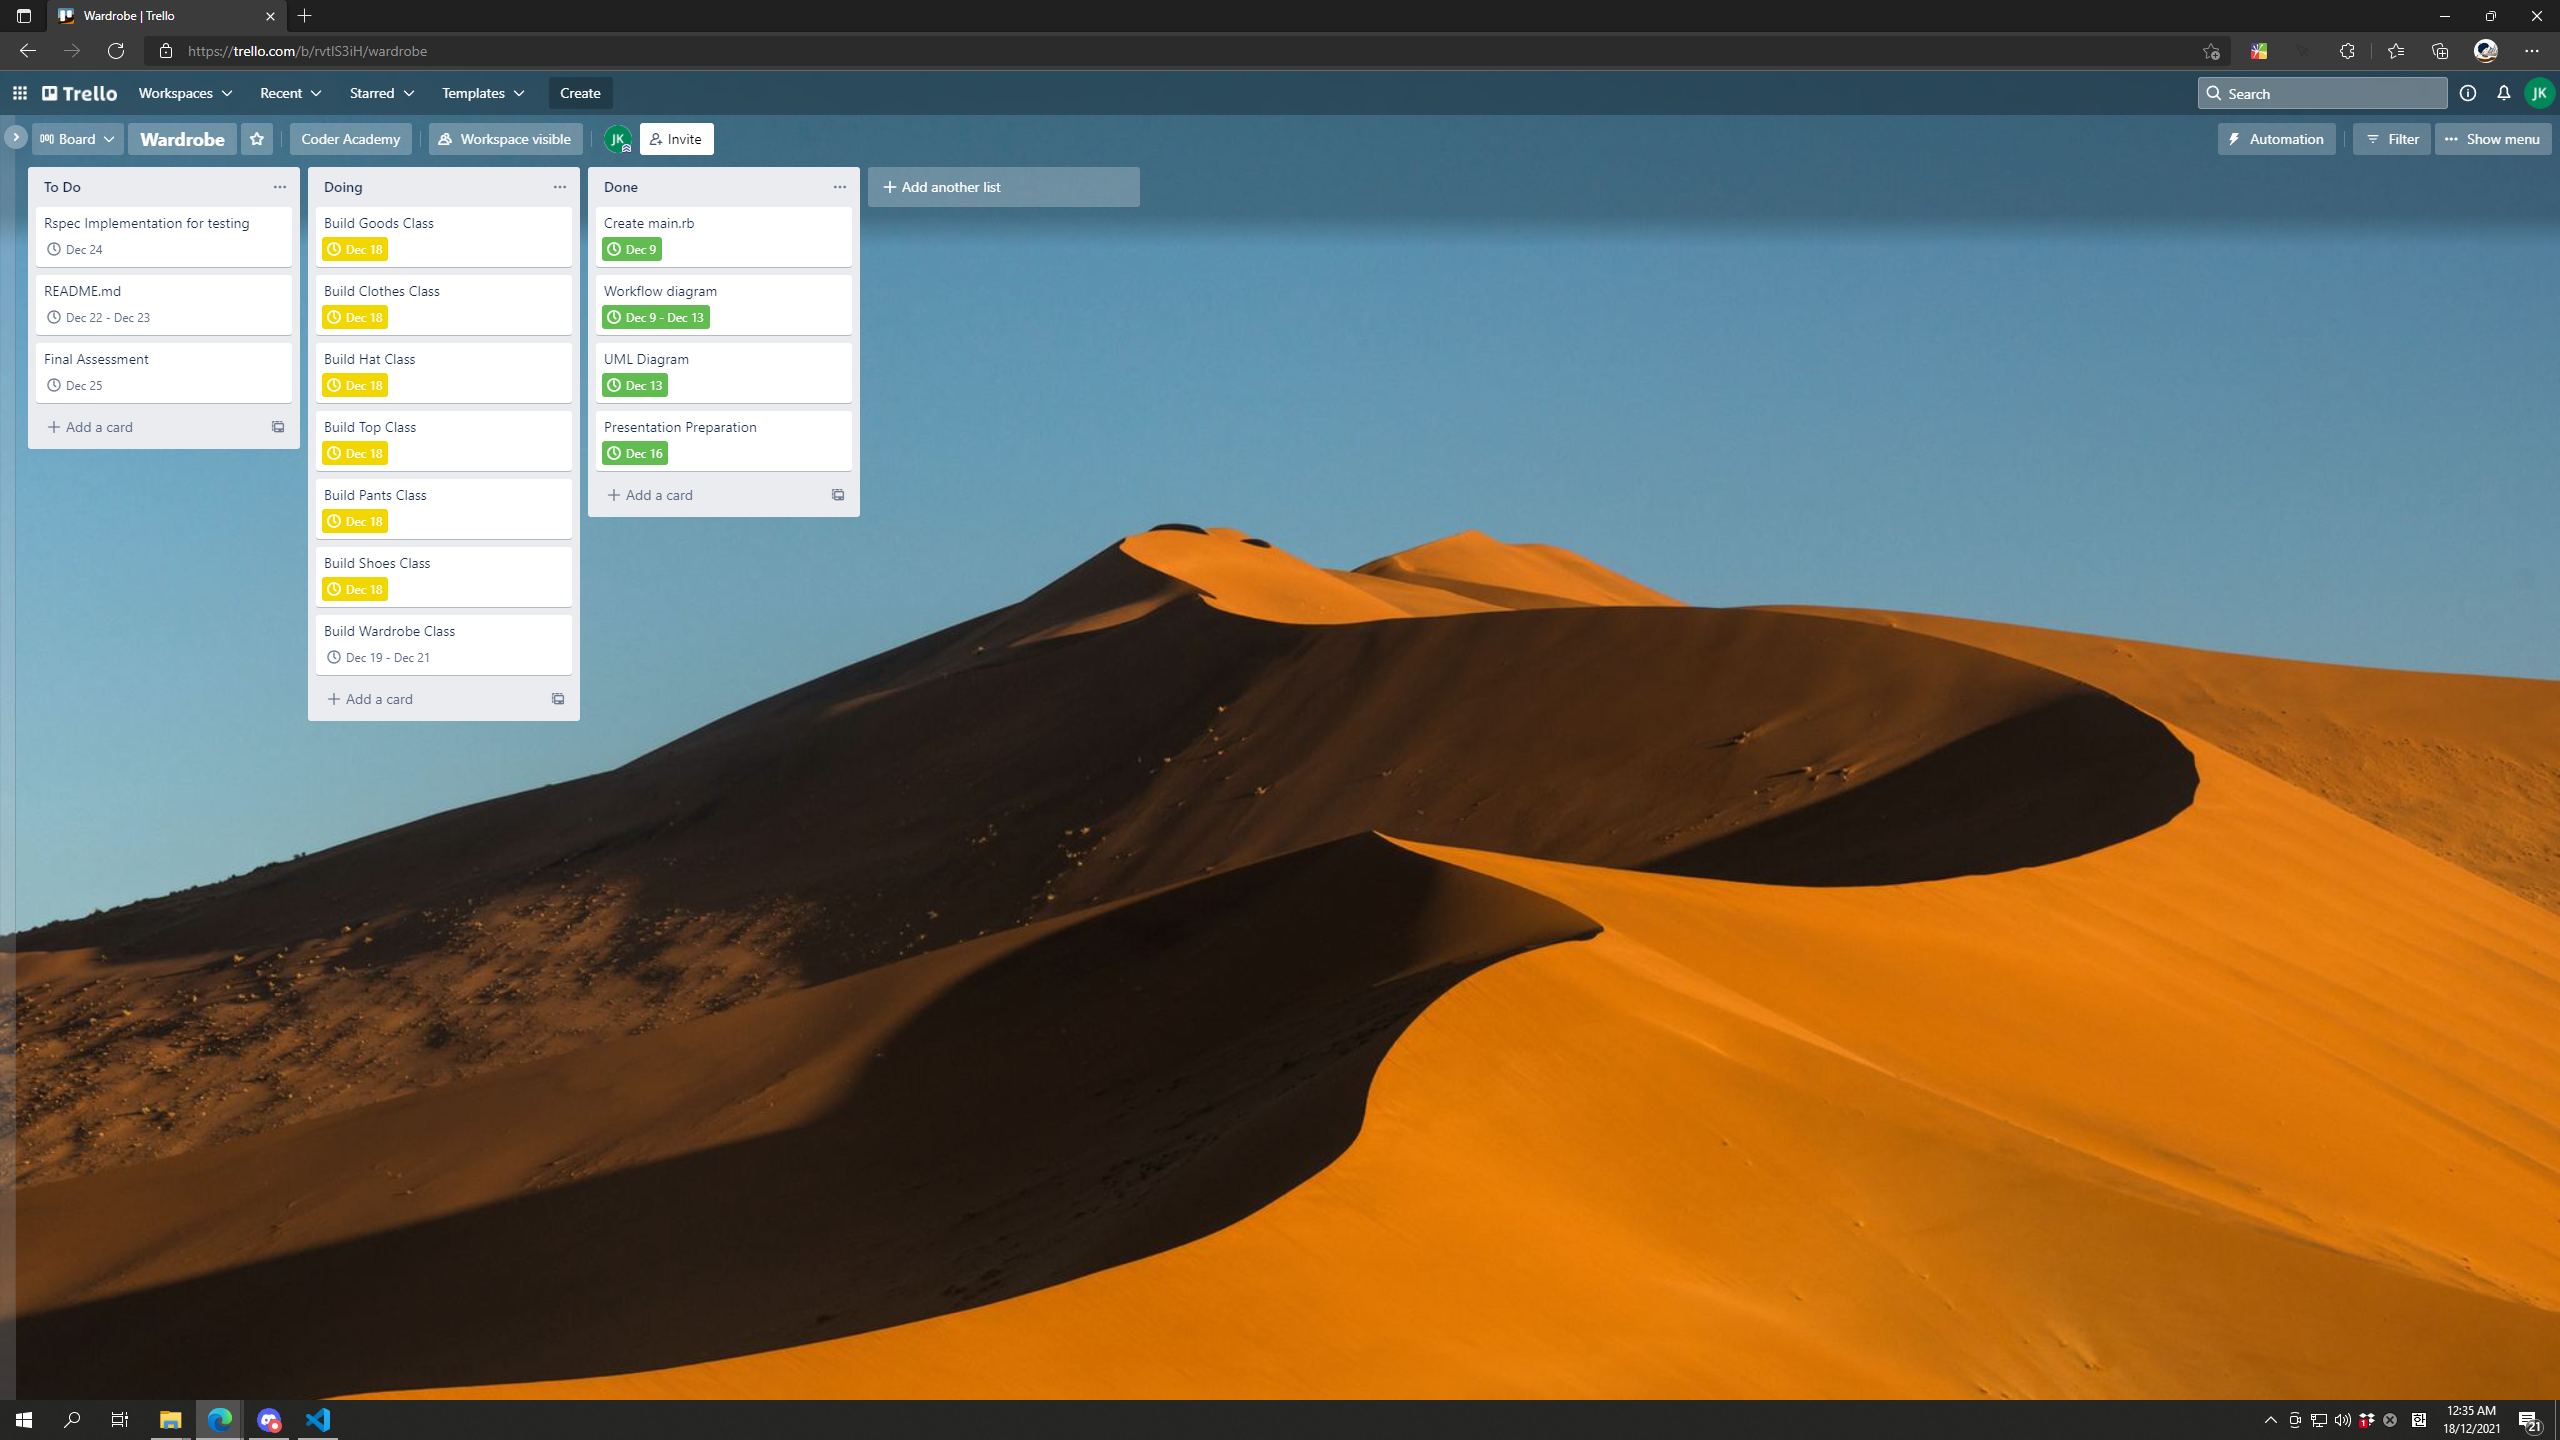 Wardrobe | Trello
https://trello.com/b/rvtIS3iH/wardrobe
Trello Workspaces Recent Starred Templates Create Search JK
Board Wardrobe Coder Academy Workspace visible JK Invite Automation Filter Show menu
To Do
Rspec Implementation for testing
Dec 24
README.md
Dec 22 - Dec 23
Final Assessment
Dec 25
Add a card
Doing
Build Goods Class
Dec 18
Build Clothes Class
Dec 18
Build Hat Class
Dec 18
Build Top Class
Dec 18
Build Pants Class
Dec 18
Build Shoes Class
Dec 18
Build Wardrobe Class
Dec 19 - Dec 21
Add a card
Done
Create main.rb
Dec 9
Workflow diagram
Dec 9 - Dec 13
UML Diagram
Dec 13
Presentation Preparation
Dec 16
Add a card
Add another list
1
한
12:35 AM
18/12/2021
21